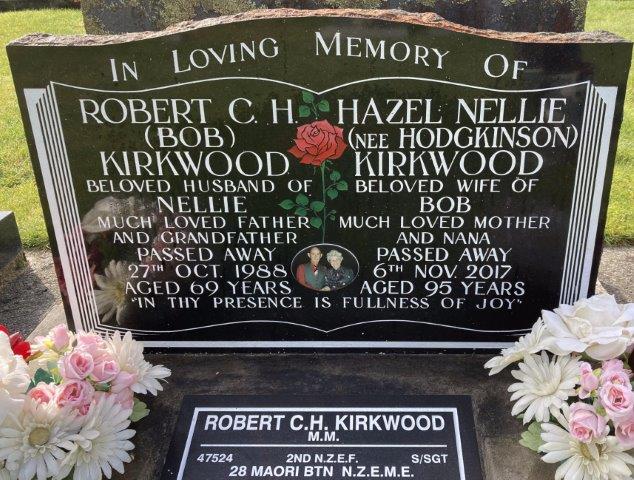 IN LOVING MEMORY OF
ROBERT C. H.
(BOB)
KIRKWOOD
BELOVED HUSBAND OF
NELLIE
MUCH LOVED FATHER
AND GRANDFATHER
PASSED AWAY
27TH OCT. 1988
AGED 69 YEARS
HAZEL NELLIE
(NEE HODGKINSON)
KIRKWOOD
BELOVED WIFE OF
BOB
MUCH LOVED MOTHER
AND NANA
PASSED AWAY
6TH NOV. 2017
AGED 95 YEARS
"IN THY PRESENCE IS FULLNESS OF JOY"
ROBERT C.H. KIRKWOOD
M.M.
47524 2ND N.Z.E.F. S/SGT
28 MAORI BTN N.Z.E.M.E.